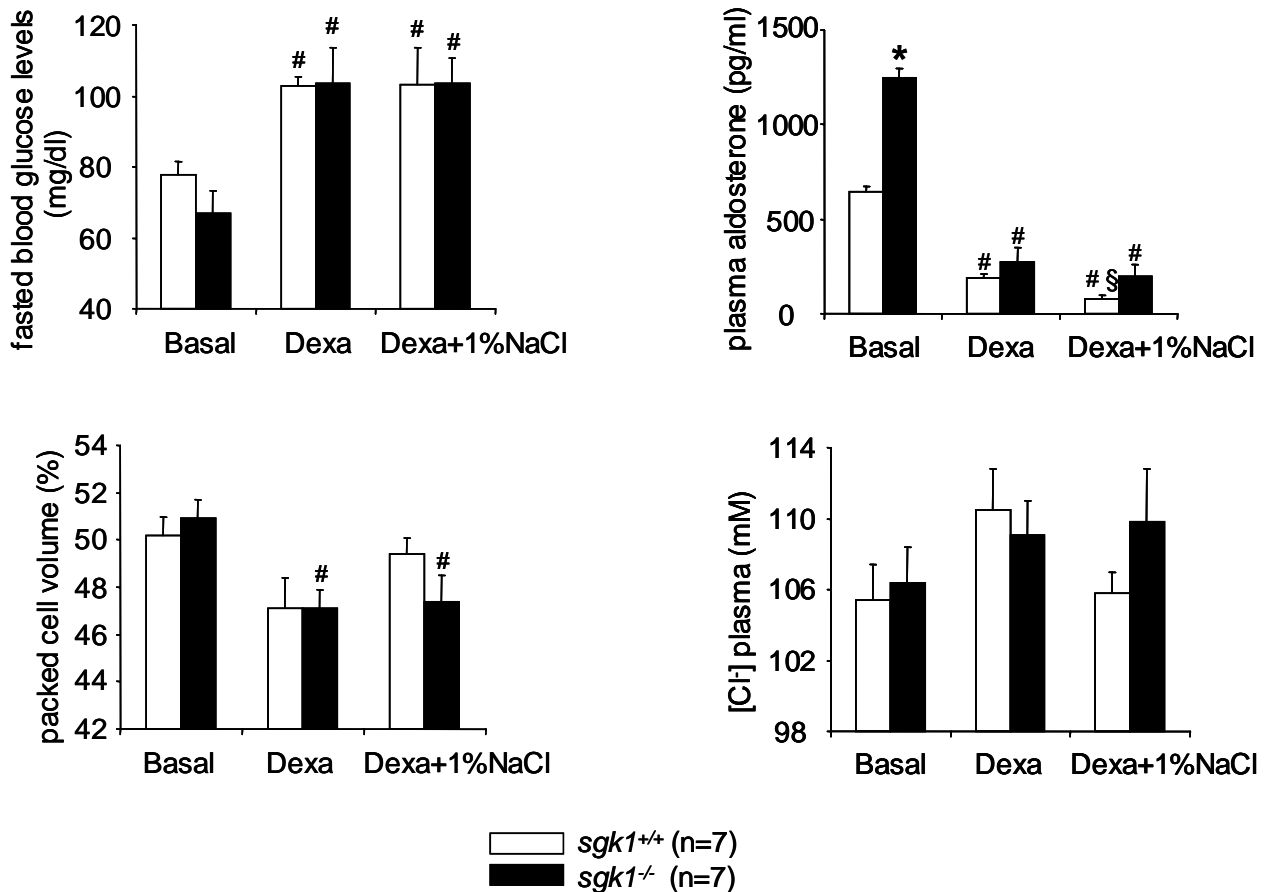 fasted blood glucose levels
(mg/dl)
120
100
80
60
40
#
#
#
#
Basal
Dexa
Dexa+1%NaCl
plasma aldosterone (pg/ml)
1500
1000
500
0
*
#
#
# §
#
Basal
Dexa
Dexa+1%NaCl
packed cell volume (%)
54
52
50
48
46
44
42
#
#
Basal
Dexa
Dexa+1%NaCl
[Cl-] plasma (mM)
114
110
106
102
98
Basal
Dexa
Dexa+1%NaCl
sgk1+/+ (n=7)
sgk1-/- (n=7)